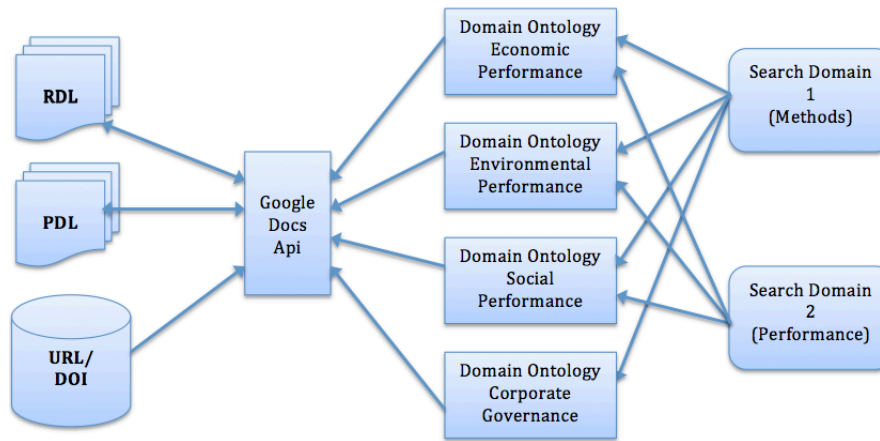 RDL
PDL
URL/
DOI
Google
Docs
Api
Domain Ontology
Economic
Performance
Domain Ontology
Environmental
Performance
Domain Ontology
Social
Performance
Domain Ontology
Corporate
Governance
Search Domain
1
(Methods)
Search Domain
2
(Performance)